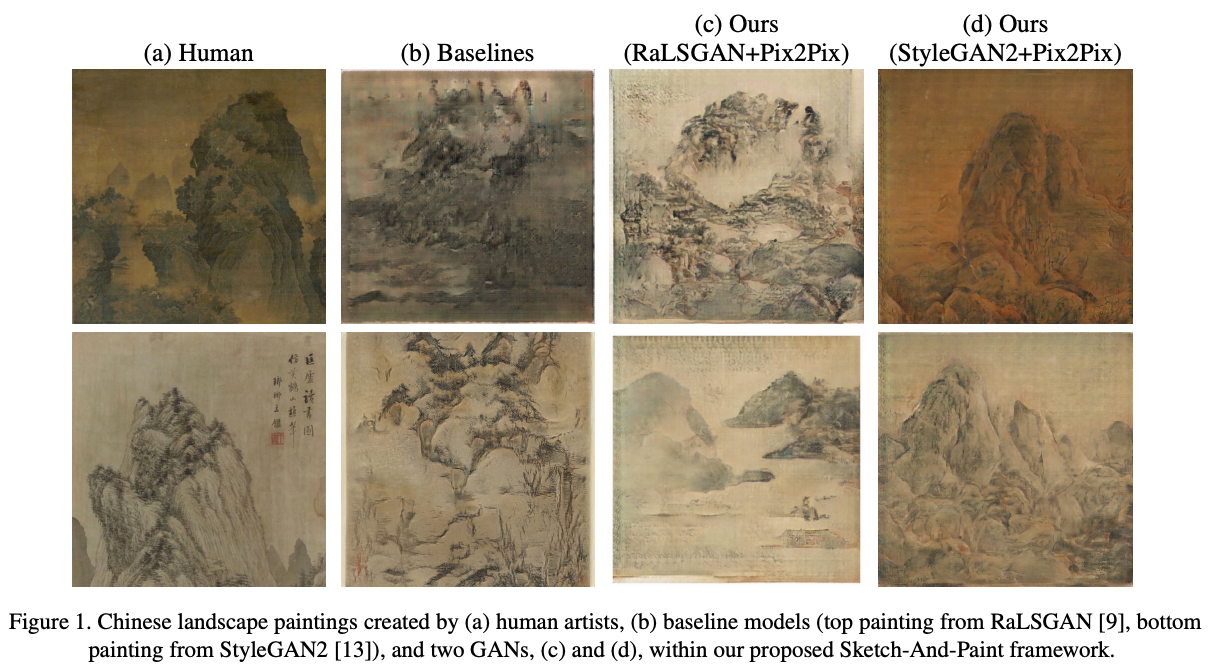 (a) Human
(b) Baselines
(c) Ours
(RaLSGAN+Pix2Pix)
(d) Ours
(StyleGAN2+Pix2Pix)
Figure 1. Chinese landscape paintings created by (a) human artists, (b) baseline models (top painting from RaLSGAN [9], bottom
painting from StyleGAN2 [13]), and two GANs, (c) and (d), within our proposed Sketch-And-Paint framework.